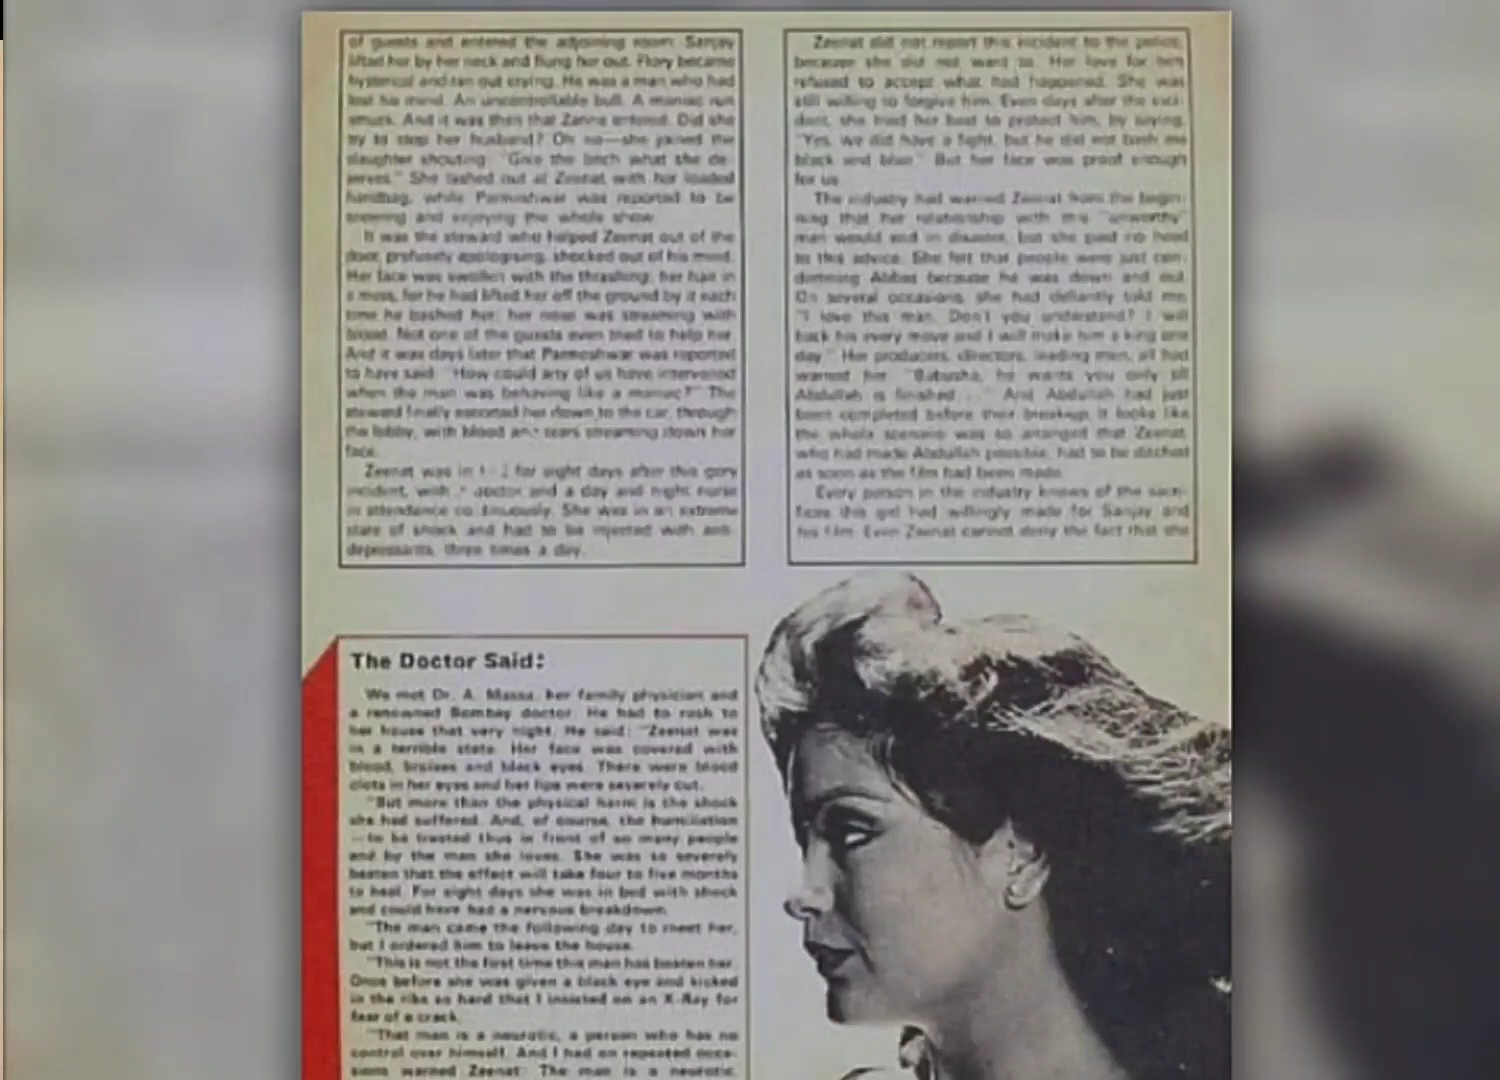 of guests and entered the adjoining room. Sanjay
lifted her by her neck and flung her out. Flory became
hysterical and ran out crying. He was a man who had
lost his mind. An uncontrollable bull. A maniac run
amuck. And it was then that Zarine entered. Did she
try to stop her husband? Oh no—she joined the
slaughter shouting: "Give the bitch what she de-
serves." She lashed out at Zeenat with her loaded
handbag, while Parmeshwar was reported to be
sneering and enjoying the whole show.
It was the steward who helped Zeenat out of the
door, profusely apologising, shocked out of his mind.
Her face was swollen with the thrashing; her hair in
a mess, for he had lifted her off the ground by it each
time he bashed her; her nose was streaming with
blood. Not one of the guests even tried to help her.
And it was days later that Parmeshwar was reported
to have said: "How could any of us have intervened
when the man was behaving like a maniac?" The
steward finally escorted her down to the car, through
the lobby, with blood and tears streaming down her
face.
Zeenat was in for eight days after this gory
incident, with doctor and a day and night nurse
in attendance continuously. She was in an extreme
state of shock and had to be injected with anti-
depressants, three times a day.
Zeenat did not report this incident to the police,
because she did not want to. Her love for him
refused to accept what had happened. She was
still willing to forgive him. Even days after the inci-
dent, she tried her best to protect him, by saying,
"Yes, we did have a fight, but he did not bash me
black and blue." But her face was proof enough
for us.
The industry had warned Zeenat from the begin-
ning that her relationship with this "unworthy"
man would end in disaster, but she paid no heed
to this advice. She felt that people were just con-
demning Abbas because he was down and out.
On several occasions, she had defiantly told me,
"I love this man. Don't you understand? I will
back his every move and I will make him a king one
day." Her producers, directors, leading men, all had
warned her. "Babusha, he wants you only till
Abdullah is finished . . ." And Abdullah had just
been completed before their breakup. It looks like
the whole scenario was so arranged that Zeenat,
who had made Abdullah possible, had to be ditched
as soon as the film had been made.
Every person in the industry knows of the sacri-
fices this girl had willingly made for Sanjay and
his film. Even Zeenat cannot deny the fact that she
The Doctor Said:
We met Dr. A. Massa, her family physician and
a renowned Bombay doctor. He had to rush to
her house that very night. He said: "Zeenat was
in a terrible state. Her face was covered with
blood, bruises and black eyes. There were blood
clots in her eyes and her lips were severely cut.
"But more than the physical harm is the shock
she had suffered. And, of course, the humiliation
—to be treated thus in front of so many people
and by the man she loves. She was so severely
beaten that the effect will take four to five months
to heal. For eight days she was in bed with shock
and could have had a nervous breakdown.
"The man came the following day to meet her,
but I ordered him to leave the house.
"This is not the first time this man has beaten her.
Once before she was given a black eye and kicked
in the ribs so hard that I insisted on an X-Ray for
fear of a crack.
"That man is a neurotic, a person who has no
control over himself. And I had on repeated occa-
sions warned Zeenat: The man is a neurotic.